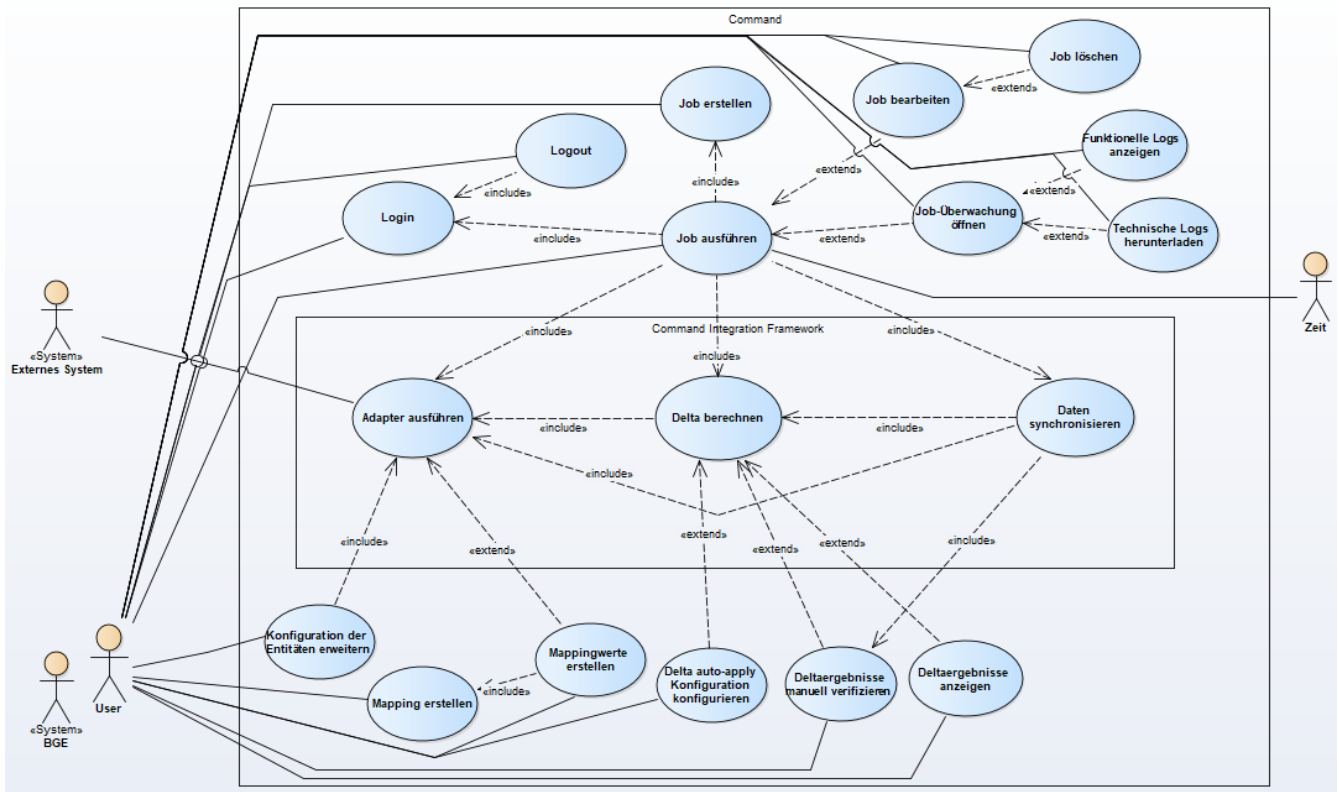 Command
Job löschen
Job erstellen
Job bearbeiten
«extend»
Funktionelle Logs
anzeigen
Logout
«include»
«include»
«extend»
«extend»
Login
«include»
Job ausführen
«extend»
Job-Überwachung
öffnen
«extend»
Technische Logs
herunterladen
Zeit
«System»
Externes System
Command Integration Framework
«include»
«include»
«include»
Adapter ausführen
«include»
Delta berechnen
«include»
Daten
synchronisieren
«include»
«include»
«extend»
«extend»
«extend»
«extend»
«include»
Konfiguration der
Entitäten erweitern
Mappingwerte
erstellen
«include»
Mapping erstellen
Delta auto-apply
Konfiguration
konfigurieren
Deltaergebnisse
manuell verifizieren
Deltaergebnisse
anzeigen
User
«System»
BGE